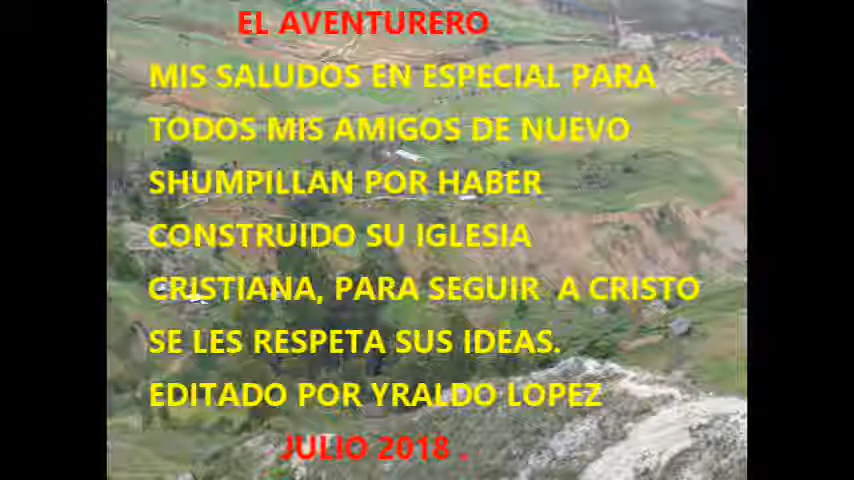 EL AVENTURERO
MIS SALUDOS EN ESPECIAL PARA
TODOS MIS AMIGOS DE NUEVO
SHUMPILLAN POR HABER
CONSTRUIDO SU IGLESIA
CRISTIANA, PARA SEGUIR A CRISTO
SE LES RESPETA SUS IDEAS.
EDITADO POR YRALDO LOPEZ
JULIO 2018 .